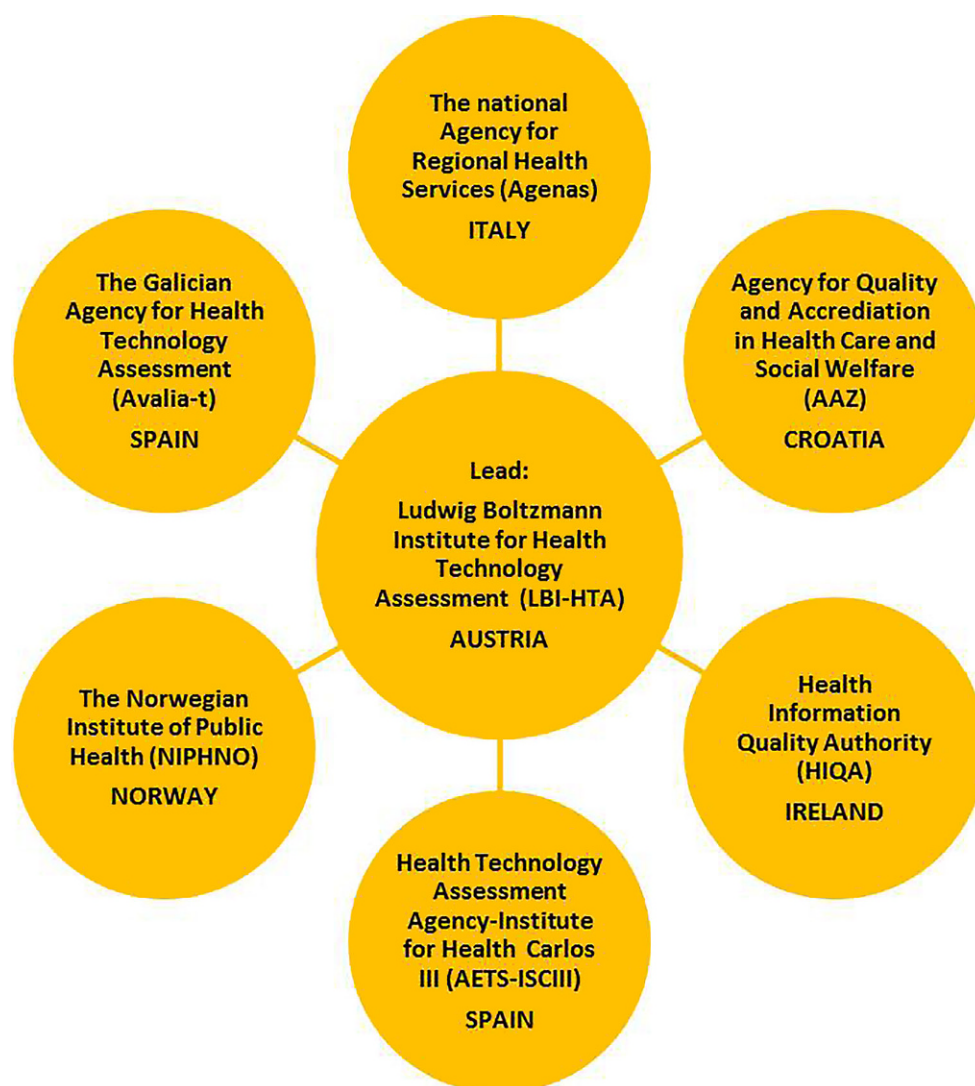 The national
Agency for
Regional Health
Services (Agenas)
ITALY
The Galician
Agency for Health
Technology
Assessment
(Avalia-t)
SPAIN
Agency for Quality
and Accrediation
in Health Care and
Social Welfare
(AAZ)
CROATIA
Lead:
Ludwig Boltzmann
Institute for Health
Technology
Assessment (LBI-HTA)
AUSTRIA
The Norwegian
Institute of Public
Health (NIPHNO)
NORWAY
Health
Information
Quality Authority
(HIQA)
IRELAND
Health Technology
Assessment
Agency-Institute
for Health Carlos
III (AETS-ISCIII)
SPAIN